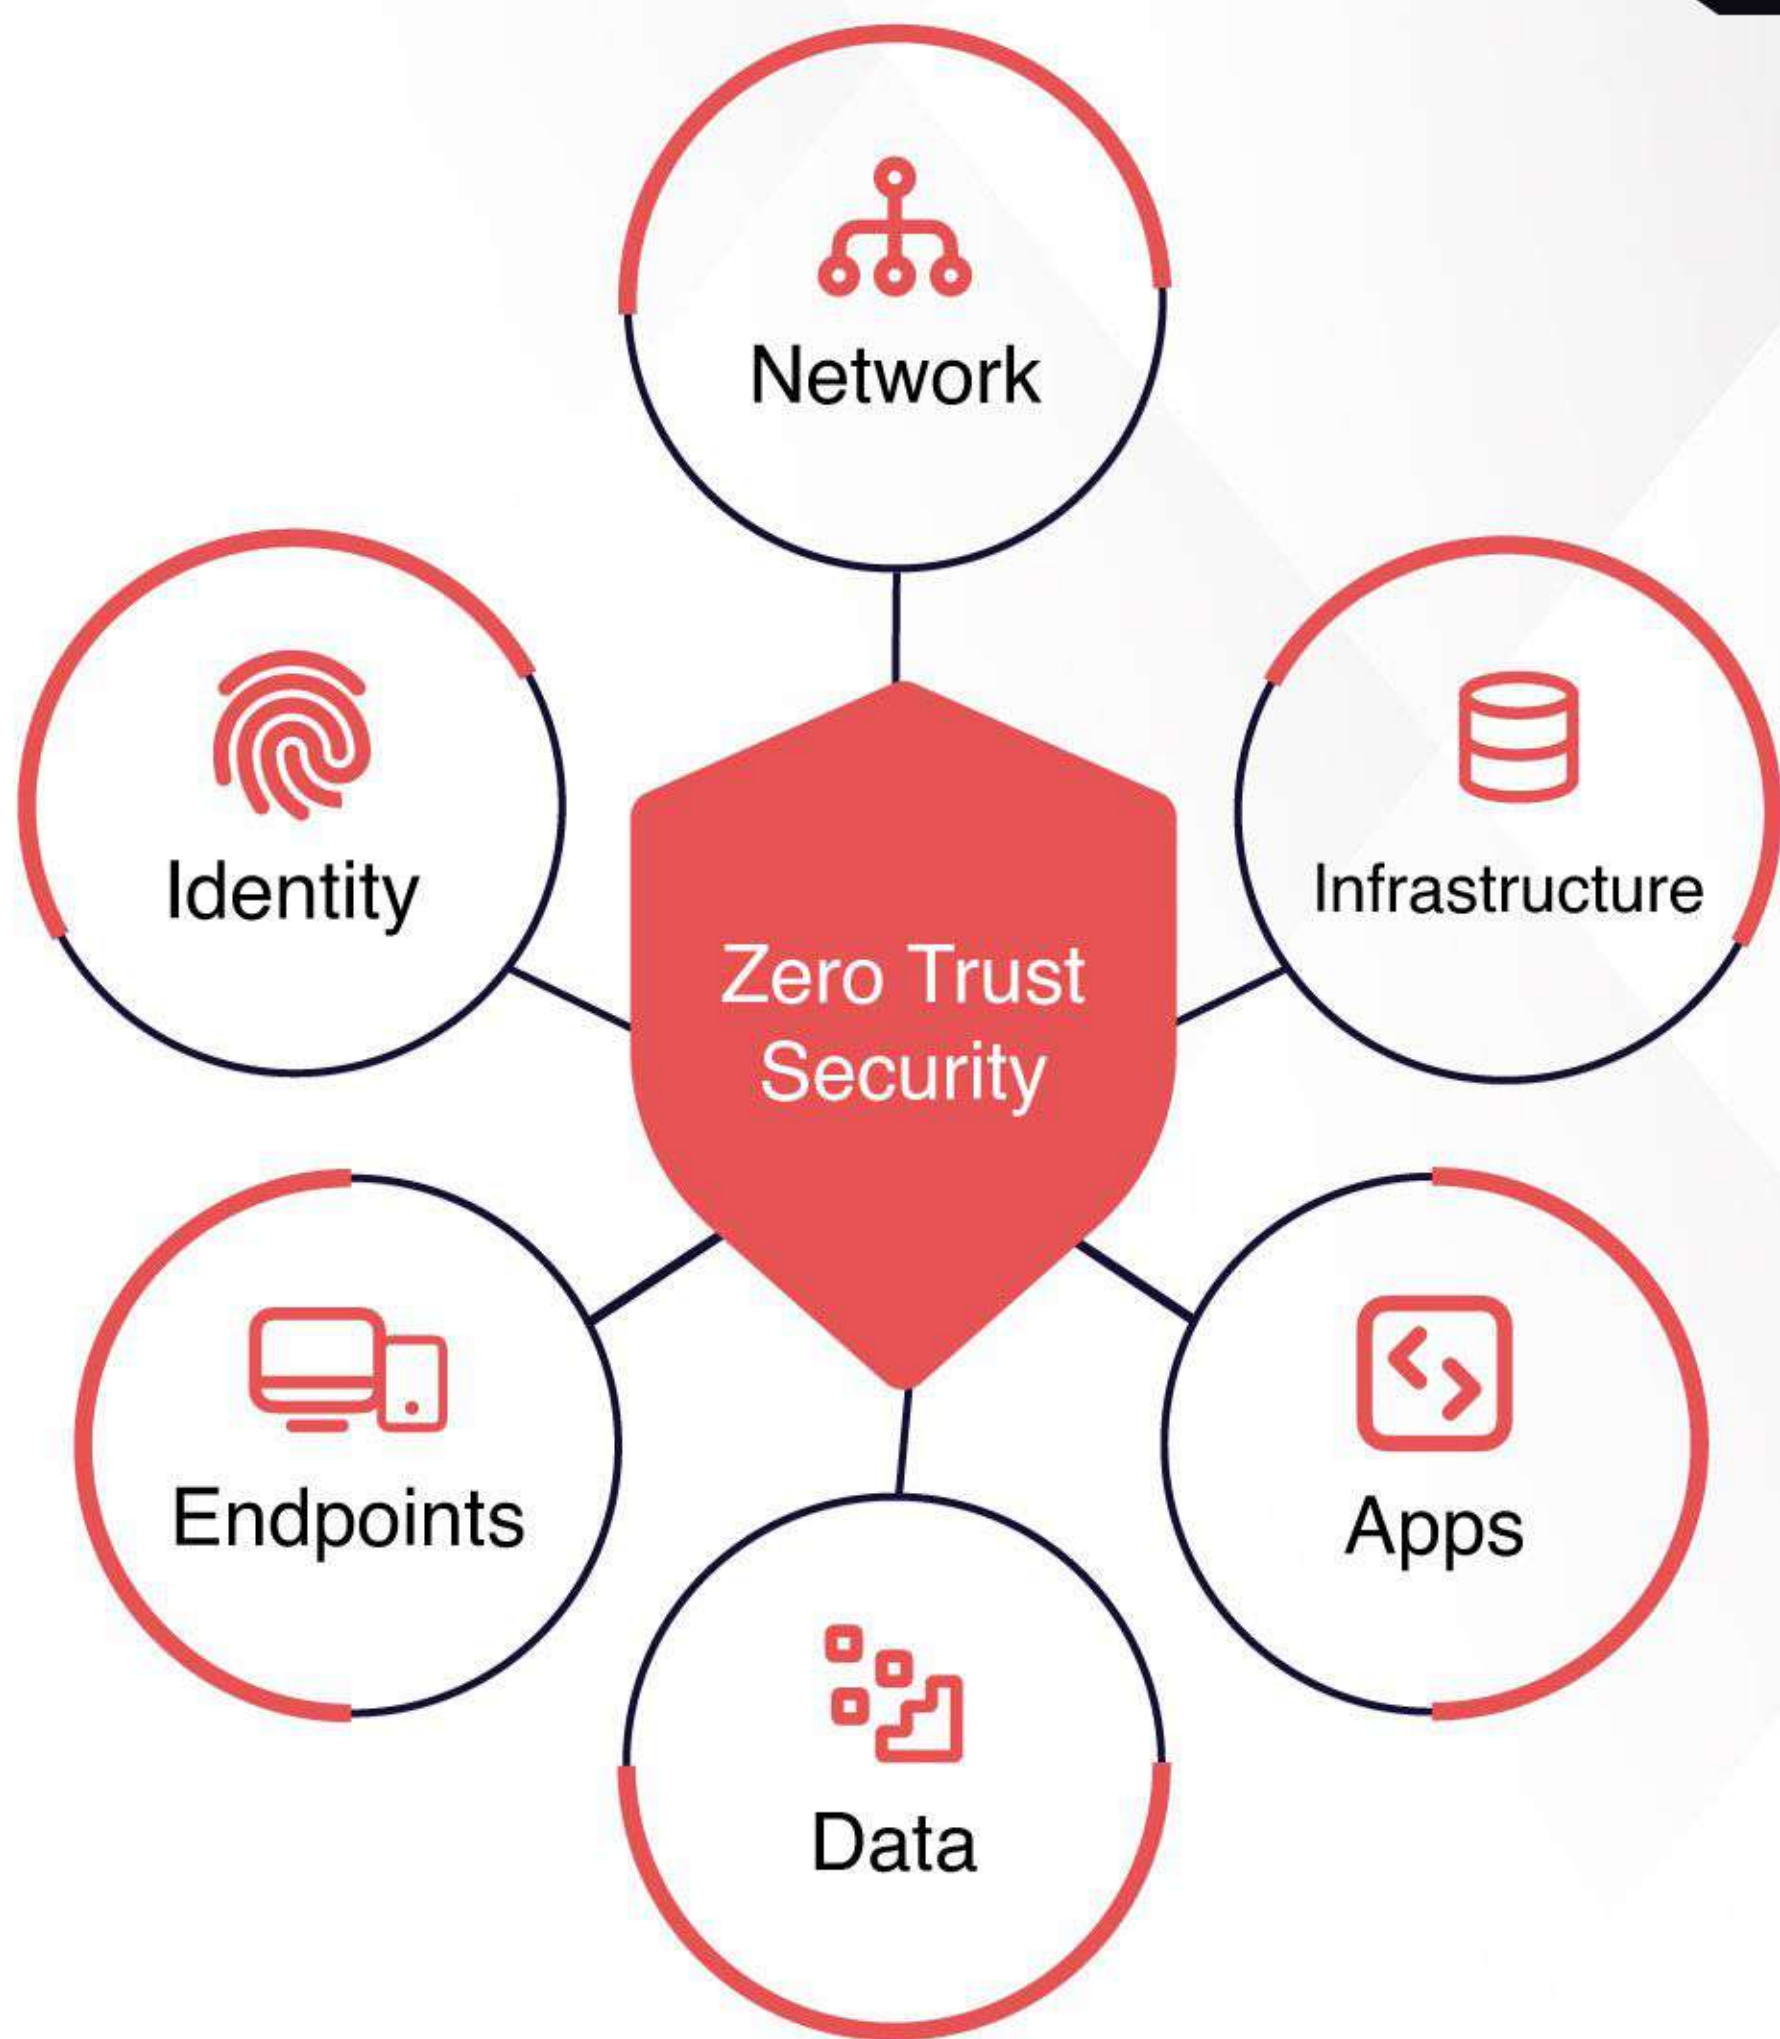 Network
Identity
Infrastructure
Zero Trust
Security
Endpoints
Apps
Data